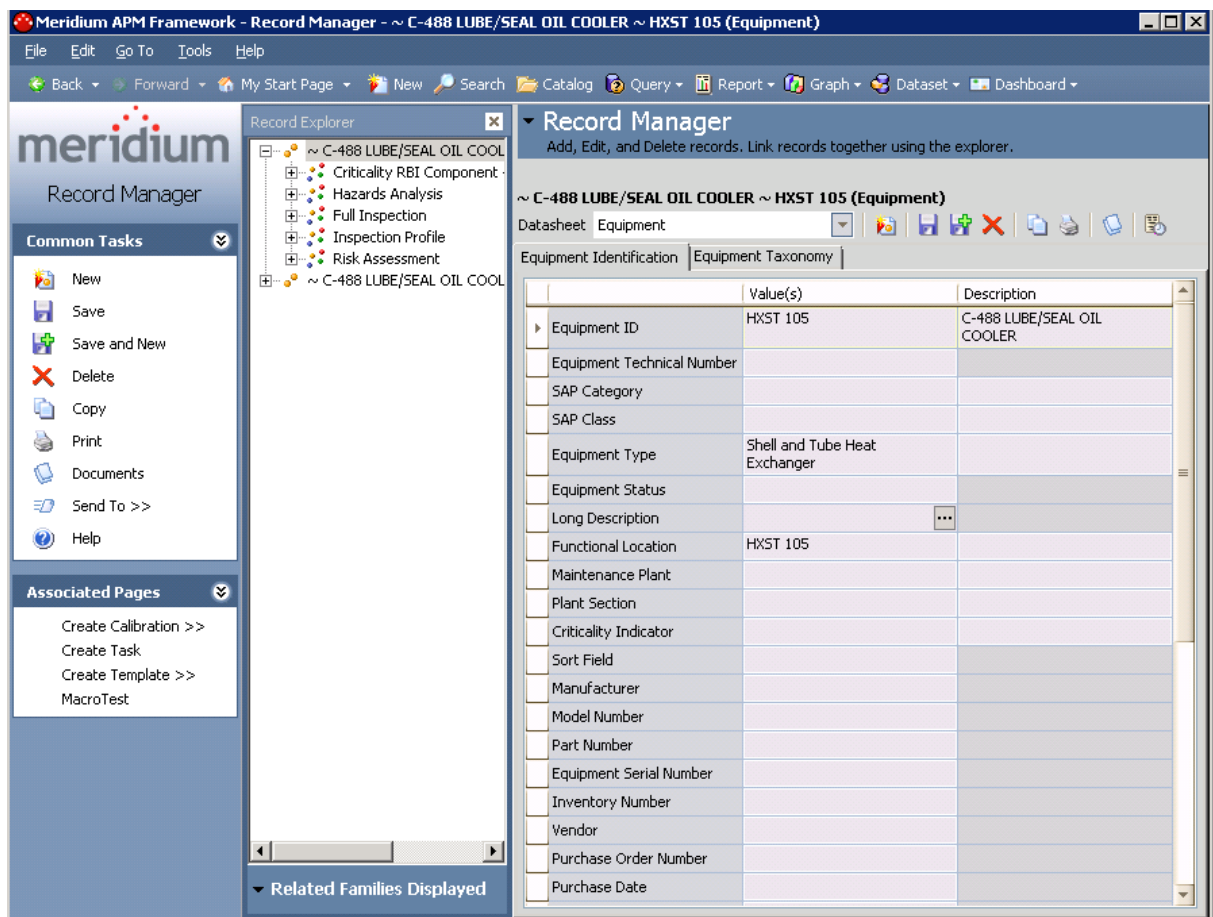 Meridium APM Framework - Record Manager - ~ C-488 LUBE/SEAL OIL COOLER ~ HXST 105 (Equipment)
File Edit Go To Tools Help
Back Forward My Start Page New Search Catalog Query Report Graph Dataset Dashboard
meridium
Record Manager
Common Tasks
New
Save
Save and New
Delete
Copy
Print
Documents
Send To >>
Help
Associated Pages
Create Calibration >>
Create Task
Create Template >>
MacroTest
Record Explorer
~ C-488 LUBE/SEAL OIL COOL
Criticality RBI Component -
Hazards Analysis
Full Inspection
Inspection Profile
Risk Assessment
~ C-488 LUBE/SEAL OIL COOL
Related Families Displayed
Record Manager
Add, Edit, and Delete records. Link records together using the explorer.
~ C-488 LUBE/SEAL OIL COOLER ~ HXST 105 (Equipment)
Datasheet Equipment
Equipment Identification Equipment Taxonomy
Value(s) Description
Equipment ID HXST 105 C-488 LUBE/SEAL OIL
COOLER
Equipment Technical Number
SAP Category
SAP Class
Equipment Type Shell and Tube Heat
Exchanger
Equipment Status
Long Description ...
Functional Location HXST 105
Maintenance Plant
Plant Section
Criticality Indicator
Sort Field
Manufacturer
Model Number
Part Number
Equipment Serial Number
Inventory Number
Vendor
Purchase Order Number
Purchase Date